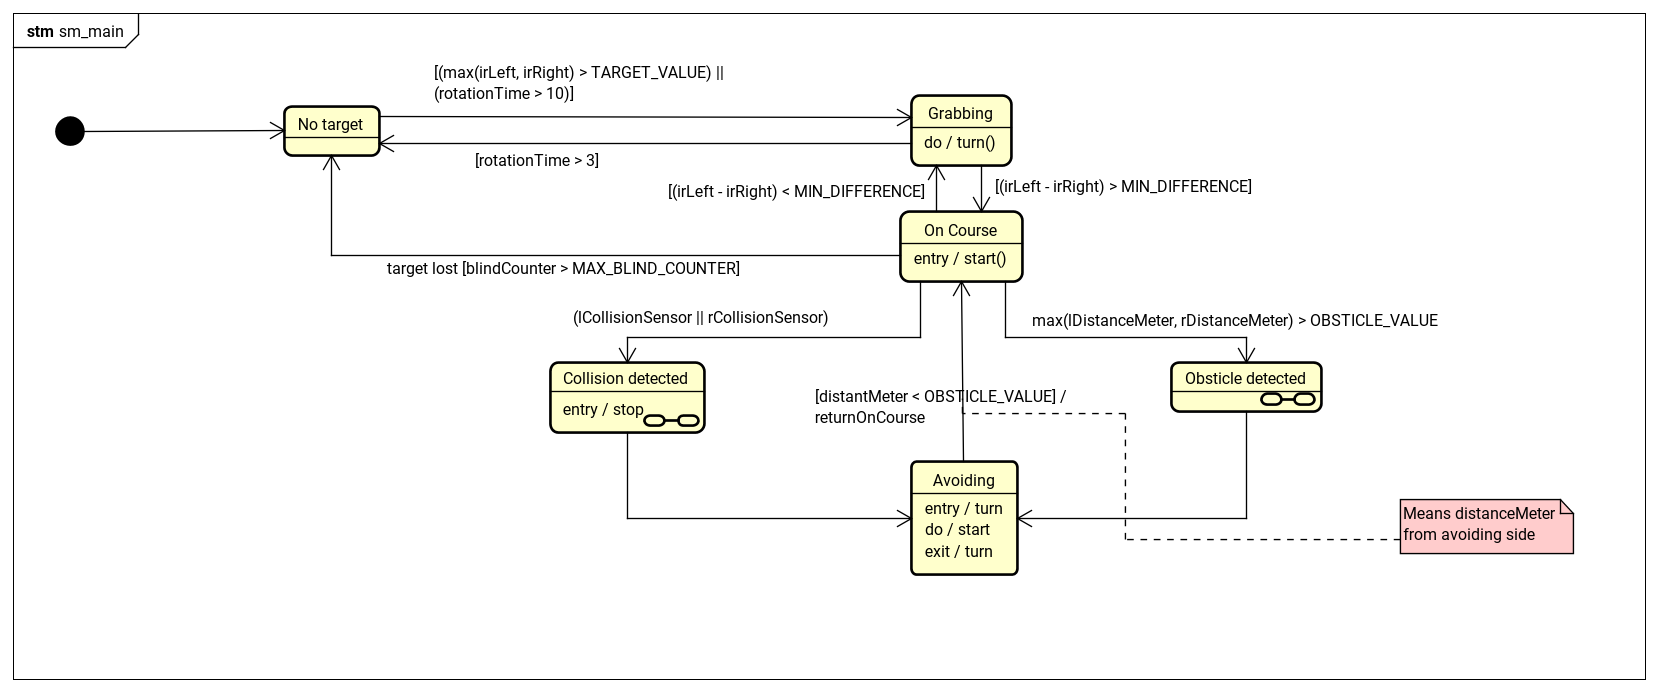 stm sm_main
[(max(irLeft, irRight) > TARGET_VALUE) ||
(rotationTime > 10)]
No target
Grabbing
do / turn()
[rotationTime > 3]
[(irLeft - irRight) < MIN_DIFFERENCE]
[(irLeft - irRight) > MIN_DIFFERENCE]
On Course
entry / start()
target lost [blindCounter > MAX_BLIND_COUNTER]
(lCollisionSensor || rCollisionSensor)
max(lDistanceMeter, rDistanceMeter) > OBSTICLE_VALUE
Collision detected
entry / stop
Obsticle detected
[distantMeter < OBSTICLE_VALUE] /
returnOnCourse
Avoiding
entry / turn
do / start
exit / turn
Means distanceMeter
from avoiding side